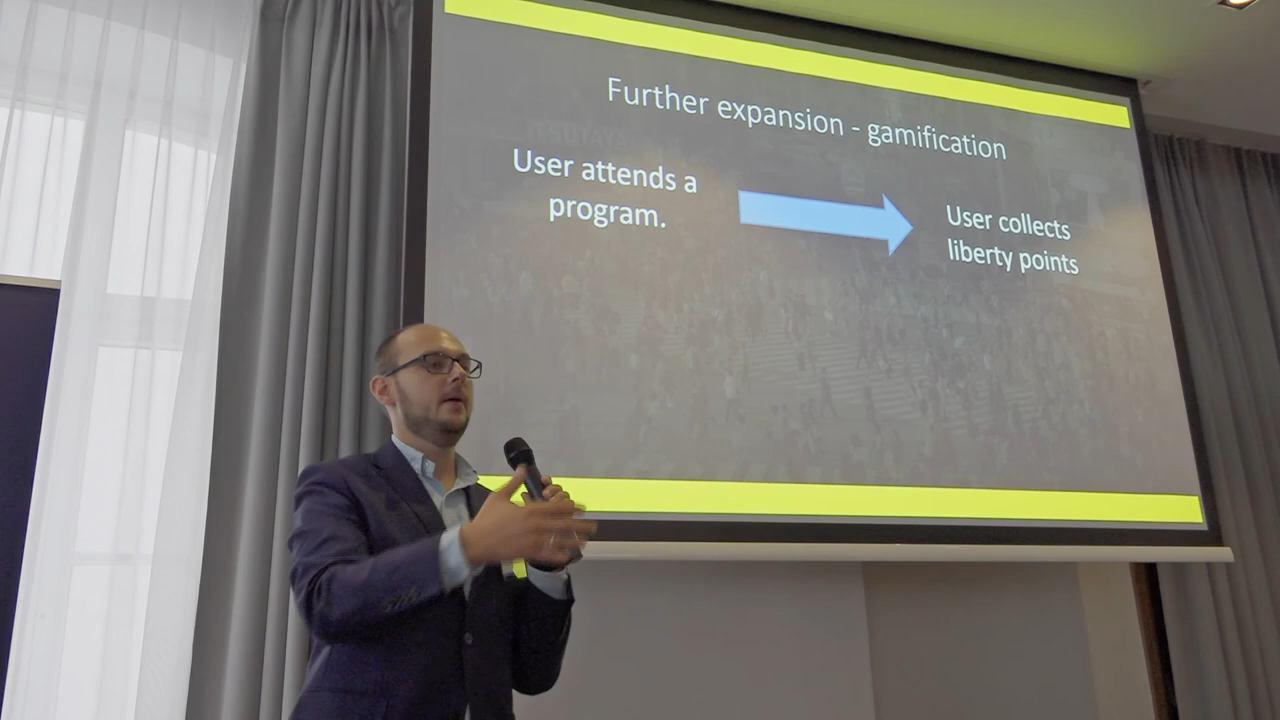 Further expansion - gamification
User attends a
program.
User collects
liberty points